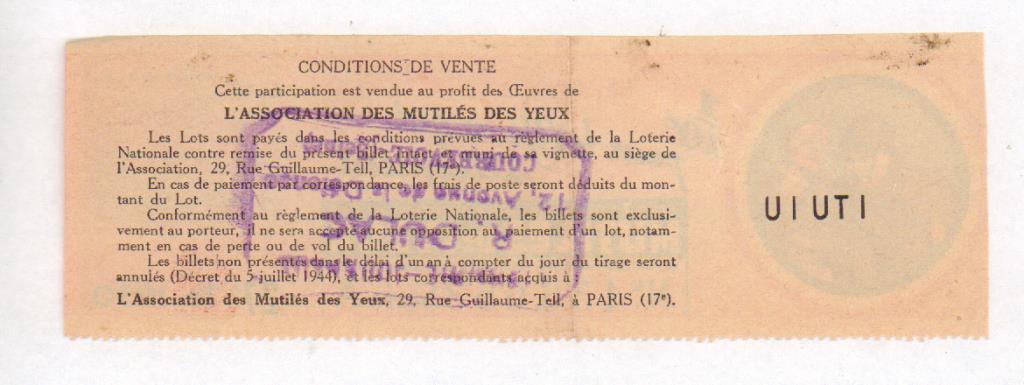 CONDITIONS DE VENTE
Cette participation est vendue au profit des Œuvres de
L'ASSOCIATION DES MUTILÉS DES YEUX
Les Lots sont payés dans les conditions prévues au règlement de la Loterie
Nationale contre remise du présent billet intact et muni de sa vignette, au siège de
l'Association, 29, Rue Guillaume-Tell, PARIS (17e).
En cas de paiement par correspondance, les frais de poste seront déduits du mon-
tant du Lot.
Conformément au règlement de la Loterie Nationale, les billets sont exclusi-
vement au porteur, il ne sera accepté aucune opposition au paiement d'un lot, notam-
ment en cas de perte ou de vol du billet.
Les billets non présentés dans le délai d'un an à compter du jour du tirage seront
annulés (Décret du 5 juillet 1944), et les lots correspondants acquis à :
L'Association des Mutilés des Yeux, 29, Rue Guillaume-Tell, à PARIS (17e).
UIUTI
R.
12, Avenue de la Défense
COURBEVOIE